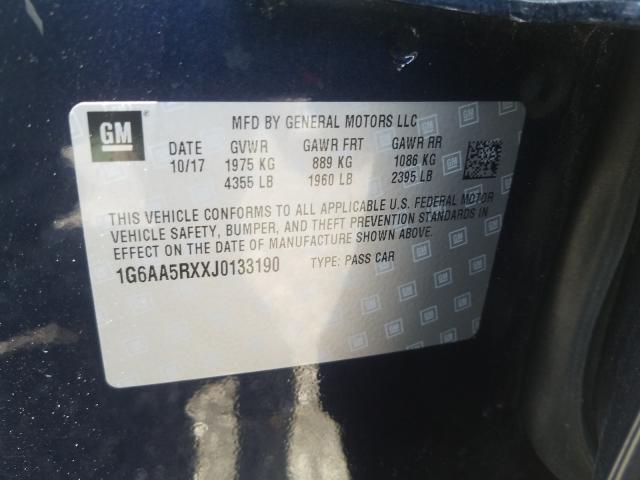 GM
MFD BY GENERAL MOTORS LLC
DATE GVWR GAWR FRT GAWR RR
10/17 1975 KG 889 KG 1086 KG
4355 LB 1960 LB 2395 LB
THIS VEHICLE CONFORMS TO ALL APPLICABLE U.S. FEDERAL MOTOR
VEHICLE SAFETY, BUMPER, AND THEFT PREVENTION STANDARDS IN
EFFECT ON THE DATE OF MANUFACTURE SHOWN ABOVE.
1G6AA5RXXJ0133190 TYPE: PASS CAR